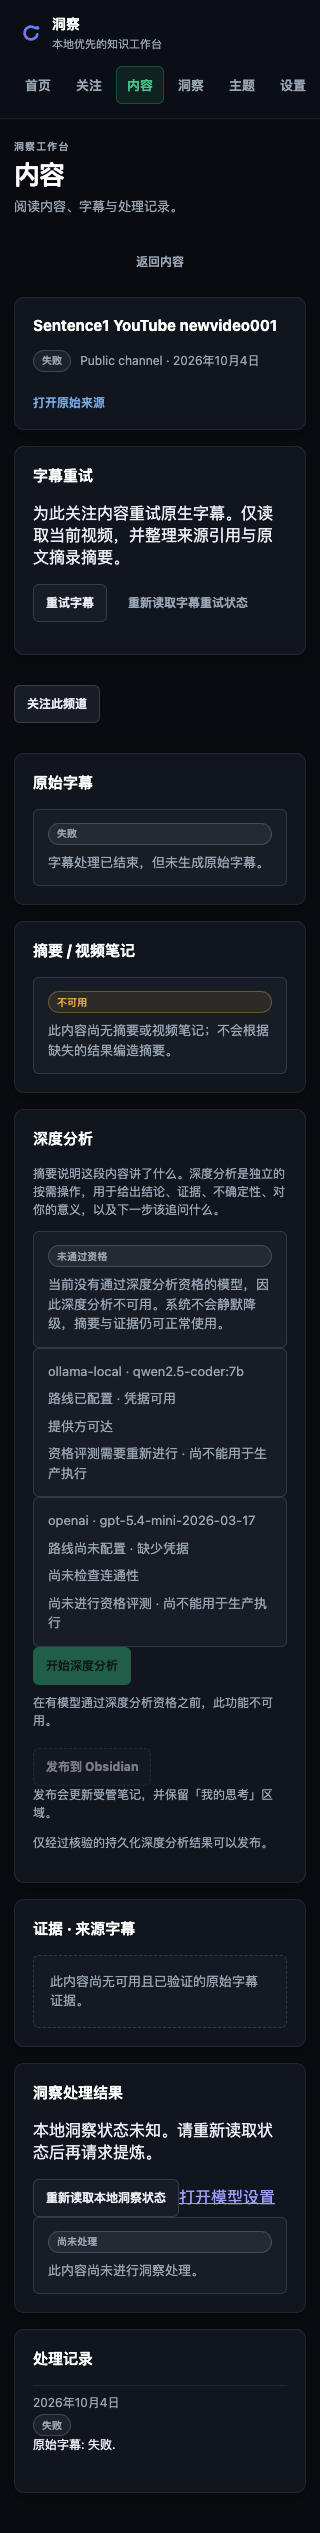 洞察
本地优先的知识工作台
首页 关注 内容 洞察 主题 设置
洞察工作台
内容
阅读内容、字幕与处理记录。
返回内容
Sentence1 YouTube newvideo001
失败 Public channel · 2026年10月4日
打开原始来源
字幕重试
为此关注内容重试原生字幕。仅读
取当前视频，并整理来源引用与原
文摘录摘要。
重试字幕 重新读取字幕重试状态
关注此频道
原始字幕
失败
字幕处理已结束，但未生成原始字幕。
摘要 / 视频笔记
不可用
此内容尚无摘要或视频笔记；不会根据
缺失的结果编造摘要。
深度分析
摘要说明这段内容讲了什么。深度分析是独立的
按需操作，用于给出结论、证据、不确定性、对
你的意义，以及下一步该追问什么。
未通过资格
当前没有通过深度分析资格的模型，因
此深度分析不可用。系统不会静默降
级，摘要与证据仍可正常使用。
ollama-local · qwen2.5-coder:7b
路线已配置 · 凭据可用
提供方可达
资格评测需要重新进行 · 尚不能用于生
产执行
openai · gpt-5.4-mini-2026-03-17
路线尚未配置 · 缺少凭据
尚未检查连通性
尚未进行资格评测 · 尚不能用于生产执
行
开始深度分析
在有模型通过深度分析资格之前，此功能不可
用。
发布到 Obsidian
发布会更新受管笔记，并保留「我的思考」区
域。
仅经过核验的持久化深度分析结果可以发布。
证据 · 来源字幕
此内容尚无可用且已验证的原始字幕
证据。
洞察处理结果
本地洞察状态未知。请重新读取状
态后再请求提炼。
重新读取本地洞察状态 打开模型设置
尚未处理
此内容尚未进行洞察处理。
处理记录
2026年10月4日
失败
原始字幕: 失败.